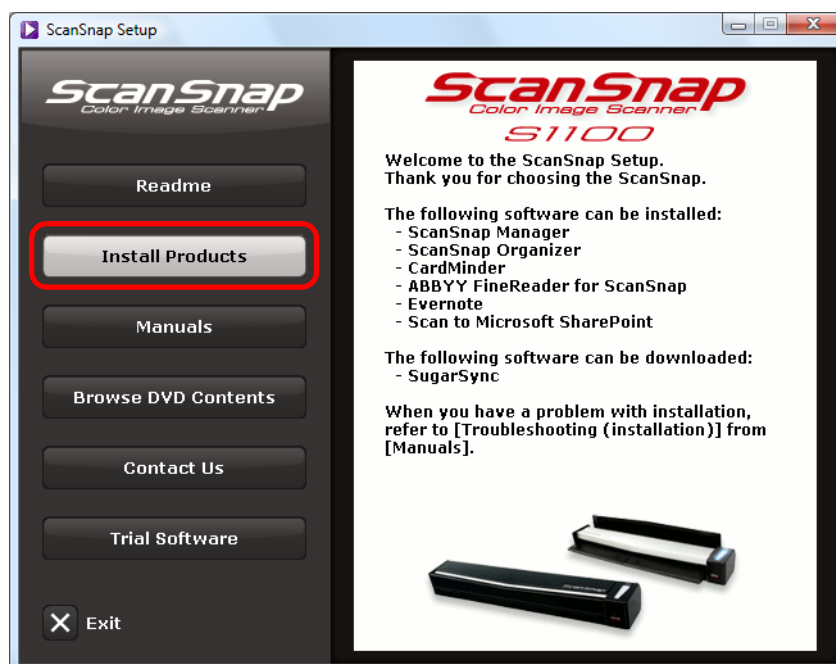 ScanSnap Setup
ScanSnap
Color Image Scanner
Readme
Install Products
Manuals
Browse DVD Contents
Contact Us
Trial Software
Exit
ScanSnap
Color Image Scanner
S1100
Welcome to the ScanSnap Setup.
Thank you for choosing the ScanSnap.
The following software can be installed:
- ScanSnap Manager
- ScanSnap Organizer
- CardMinder
- ABBYY FineReader for ScanSnap
- Evernote
- Scan to Microsoft SharePoint
The following software can be downloaded:
- SugarSync
When you have a problem with installation,
refer to [Troubleshooting (installation)] from
[Manuals].
ScanSnap